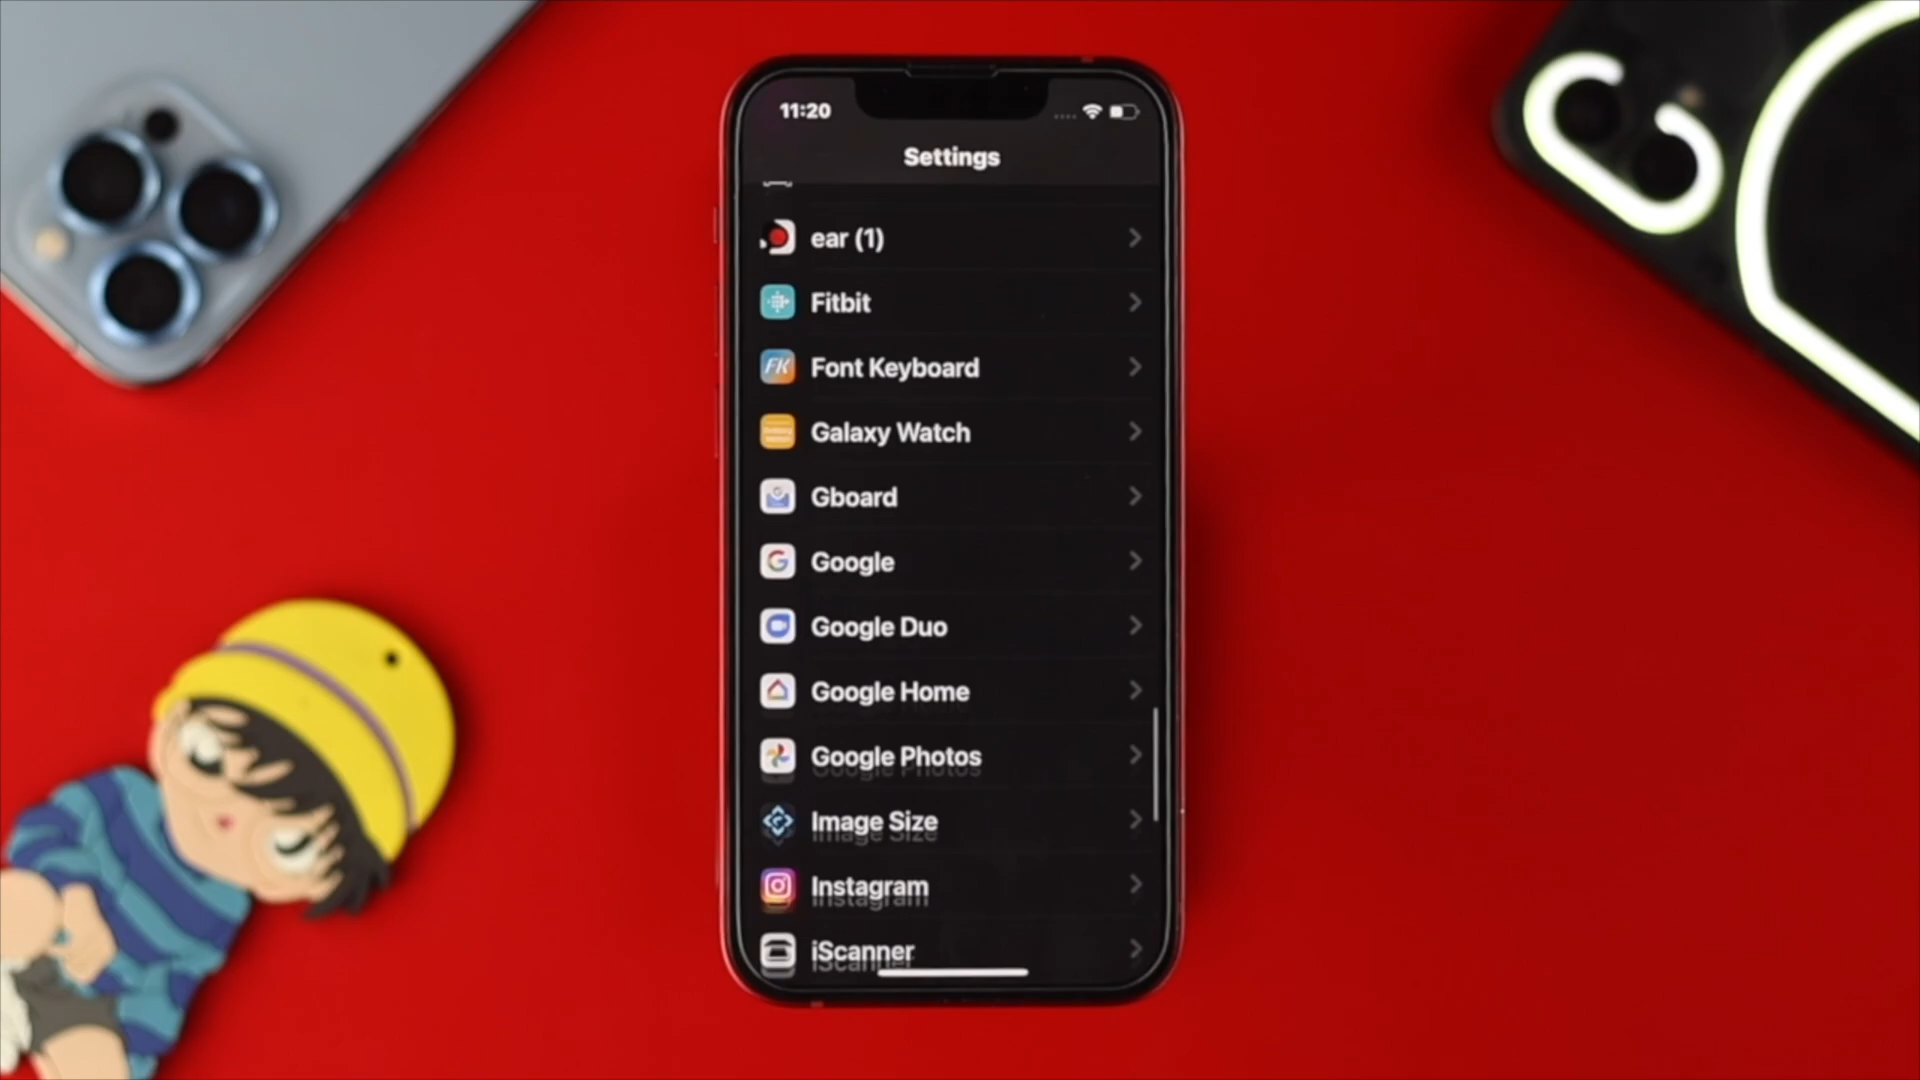 11:20
Settings
ear (1)
Fitbit
FK
Font Keyboard
Galaxy Watch
Gboard
G
Google
Google Duo
Google Home
Google Photos
Image Size
Instagram
iScanner